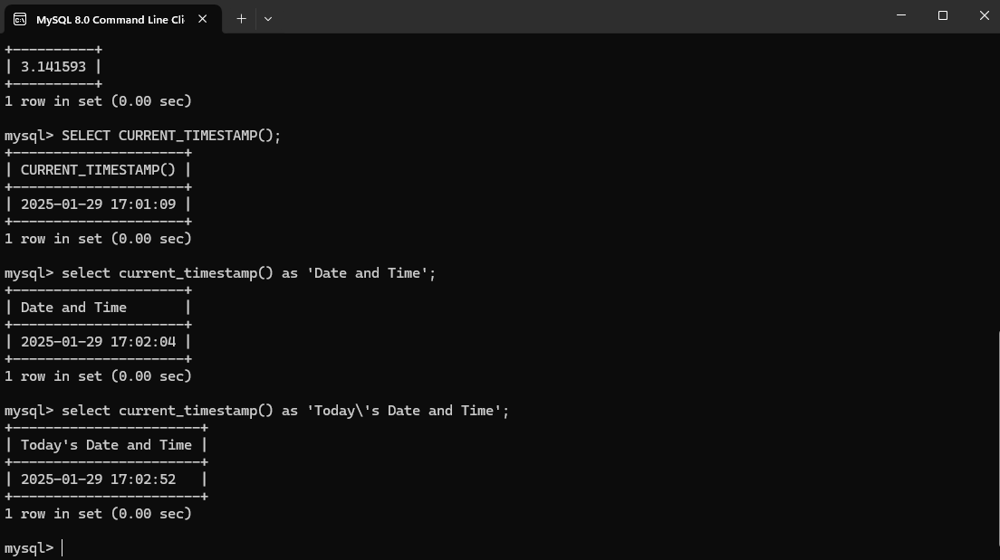 MySQL 8.0 Command Line Cli
+----------+
| 3.141593 |
+----------+
1 row in set (0.00 sec)
mysql> SELECT CURRENT_TIMESTAMP();
+---------------------+
| CURRENT_TIMESTAMP() |
+---------------------+
| 2025-01-29 17:01:09 |
+---------------------+
1 row in set (0.00 sec)
mysql> select current_timestamp() as 'Date and Time';
+---------------------+
| Date and Time       |
+---------------------+
| 2025-01-29 17:02:04 |
+---------------------+
1 row in set (0.00 sec)
mysql> select current_timestamp() as 'Today\'s Date and Time';
+-----------------------+
| Today's Date and Time |
+-----------------------+
| 2025-01-29 17:02:52   |
+-----------------------+
1 row in set (0.00 sec)
mysql>